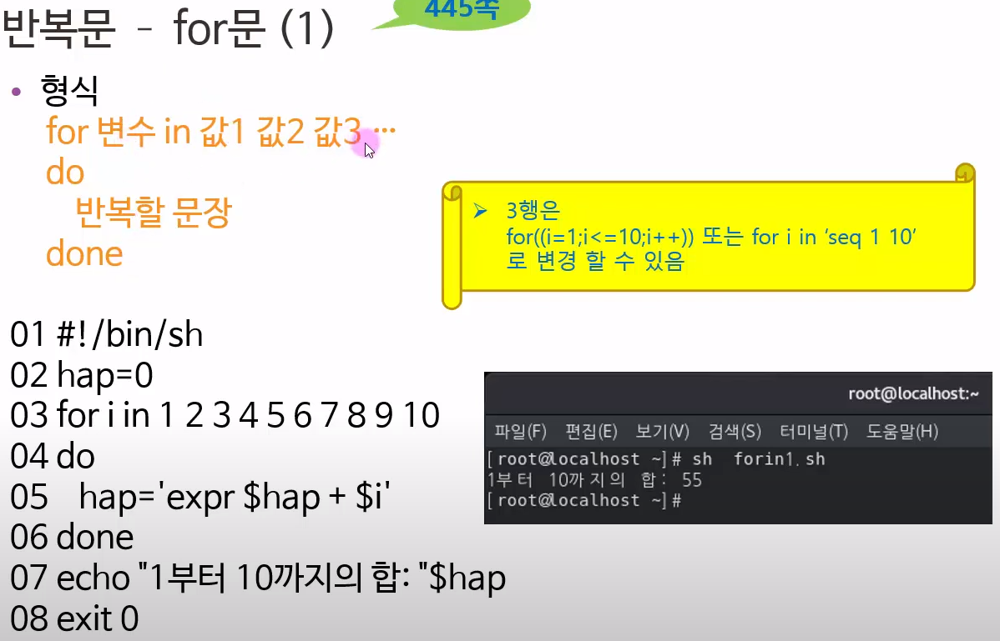 445쪽
반복문 – for문 (1)
• 형식
for 변수 in 값1 값2 값3 …
do
반복할 문장
done
➢ 3행은
for((i=1;i<=10;i++)) 또는 for i in ‘seq 1 10’
로 변경 할 수 있음
01 #!/bin/sh
02 hap=0
03 for i in 1 2 3 4 5 6 7 8 9 10
04 do
05 hap='expr $hap + $i'
06 done
07 echo "1부터 10까지의 합: "$hap
08 exit 0
root@localhost:~
파일(F) 편집(E) 보기(V) 검색(S) 터미널(T) 도움말(H)
[root@localhost ~]# sh forin1.sh
1부터 10까지의 합: 55
[root@localhost ~]#